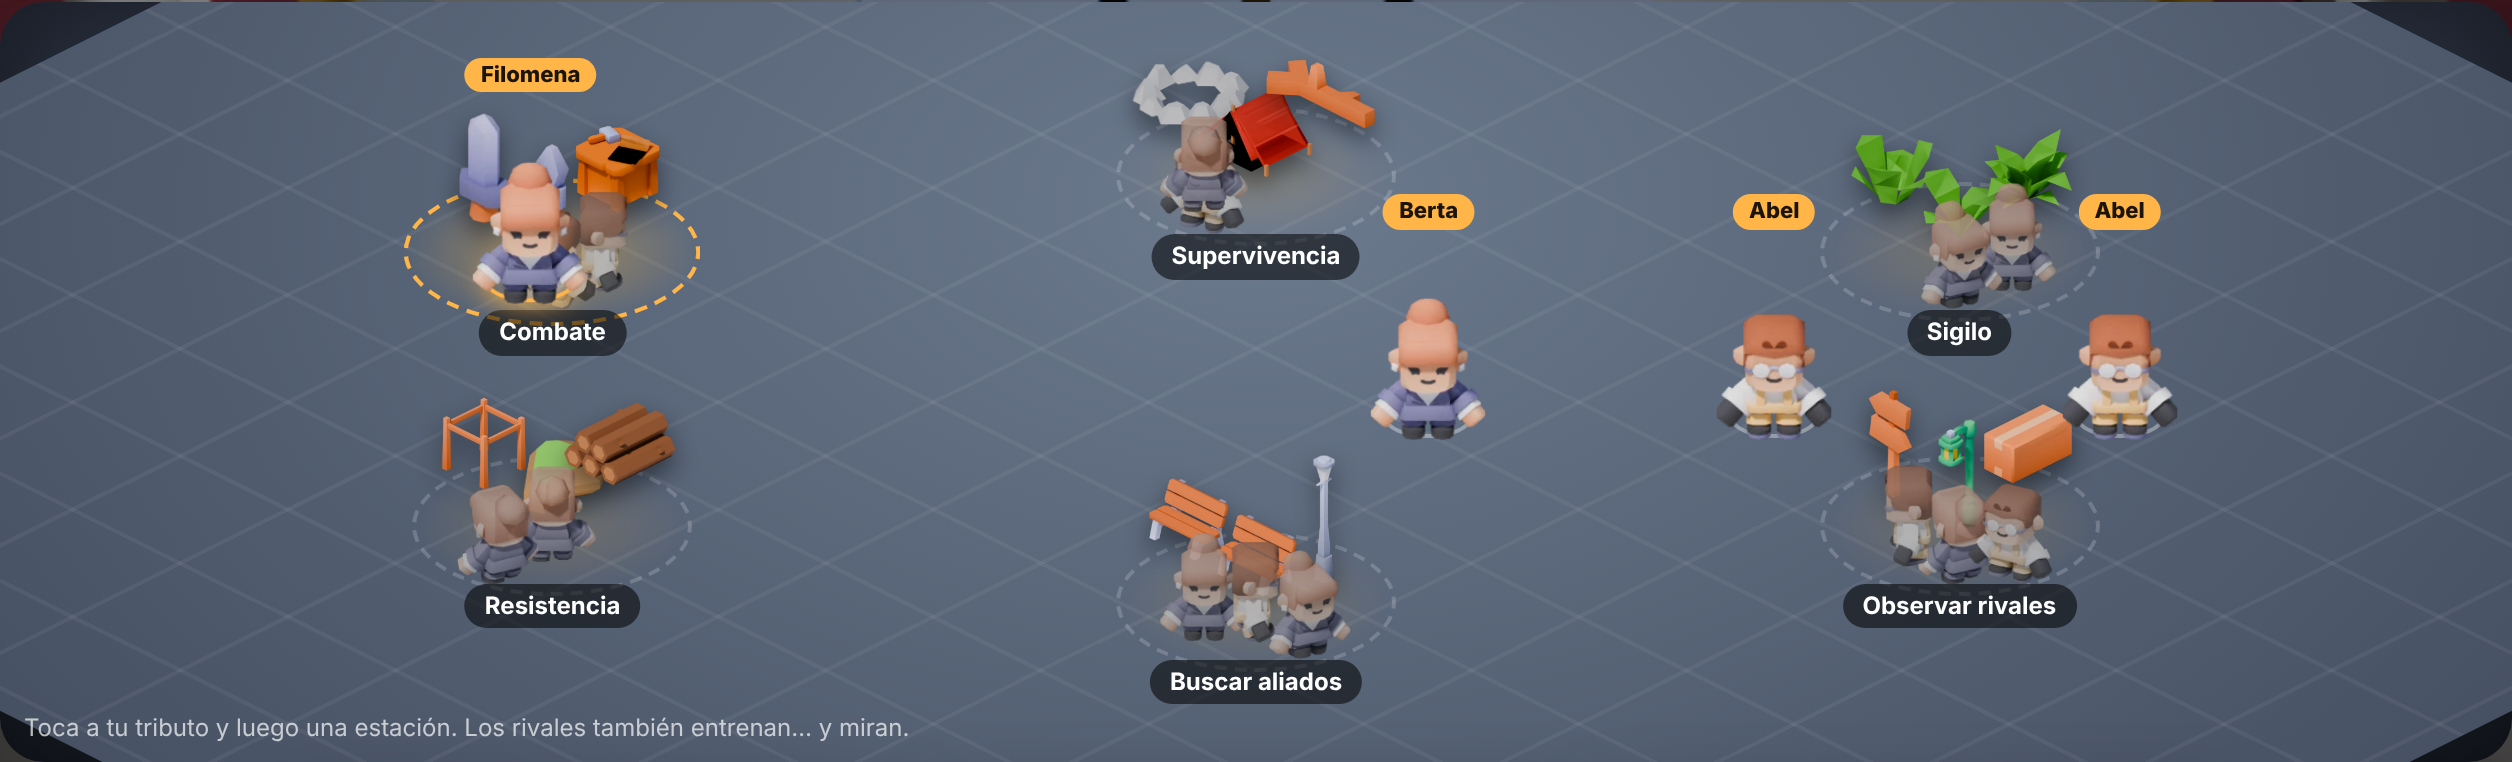 Filomena
Berta
Abel
Abel
Supervivencia
Combate
Sigilo
Resistencia
Observar rivales
Buscar aliados
Toca a tu tributo y luego una estación. Los rivales también entrenan... y miran.